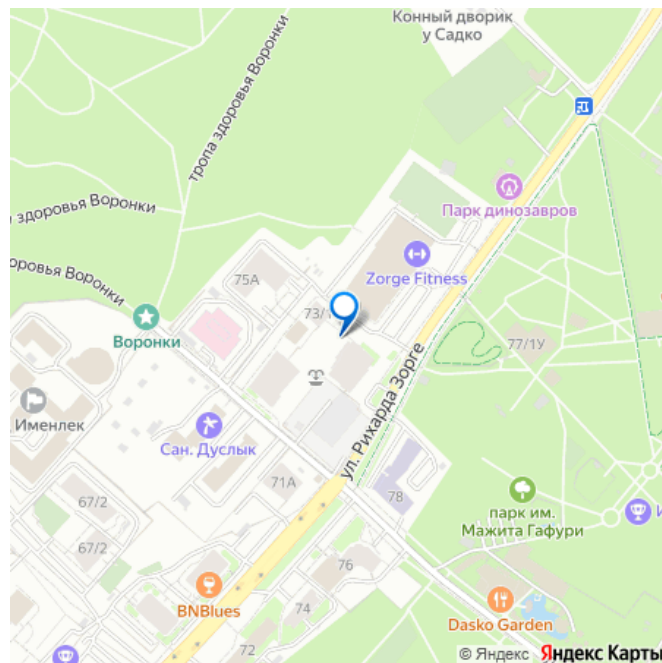 Конный дворик
у Садко
тропа здоровья Воронки
Парк динозавров
здоровья Воронки
Zorge Fitness
75А
оровья Воронки
73/1
Воронки
77/1У
ул. Рихарда Зорге
Именлек
Сан. Дуслык
71А
78
67/2
парк им.
Мажита Гафури
67/2
76
BNBlues
74
Dasko Garden
72
© Яндекс Яндекс Карты